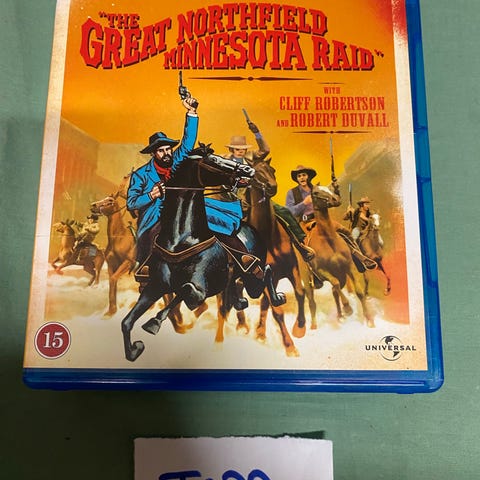 "THE
GREAT NORTHFIELD
MINNESOTA RAID"
WITH
CLIFF ROBERTSON
AND ROBERT DUVALL
15
UNIVERSAL